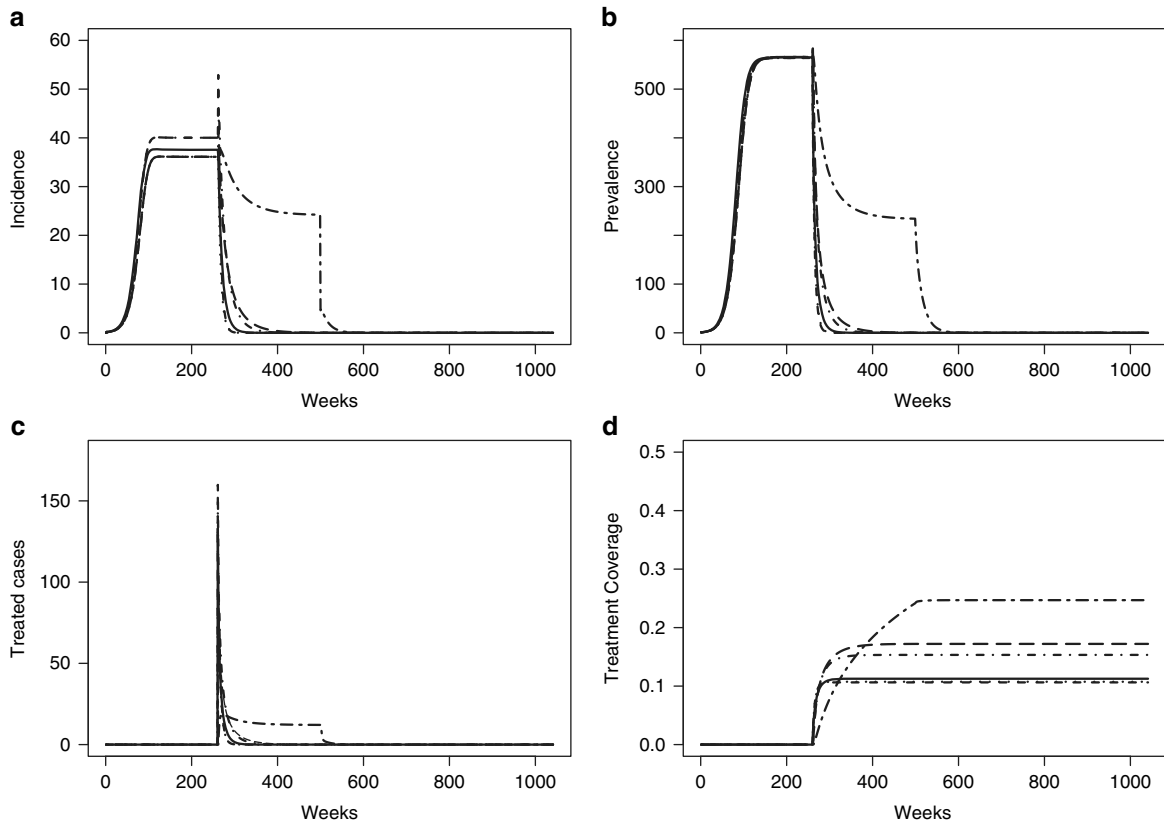 a
60
50
40
30
20
10
0
Incidence
0 200 400 600 800 1000
Weeks
b
500
300
100
0
Prevalence
0 200 400 600 800 1000
Weeks
c
150
100
50
0
Treated cases
0 200 400 600 800 1000
Weeks
d
0.5
0.4
0.3
0.2
0.1
0.0
Treatment Coverage
0 200 400 600 800 1000
Weeks